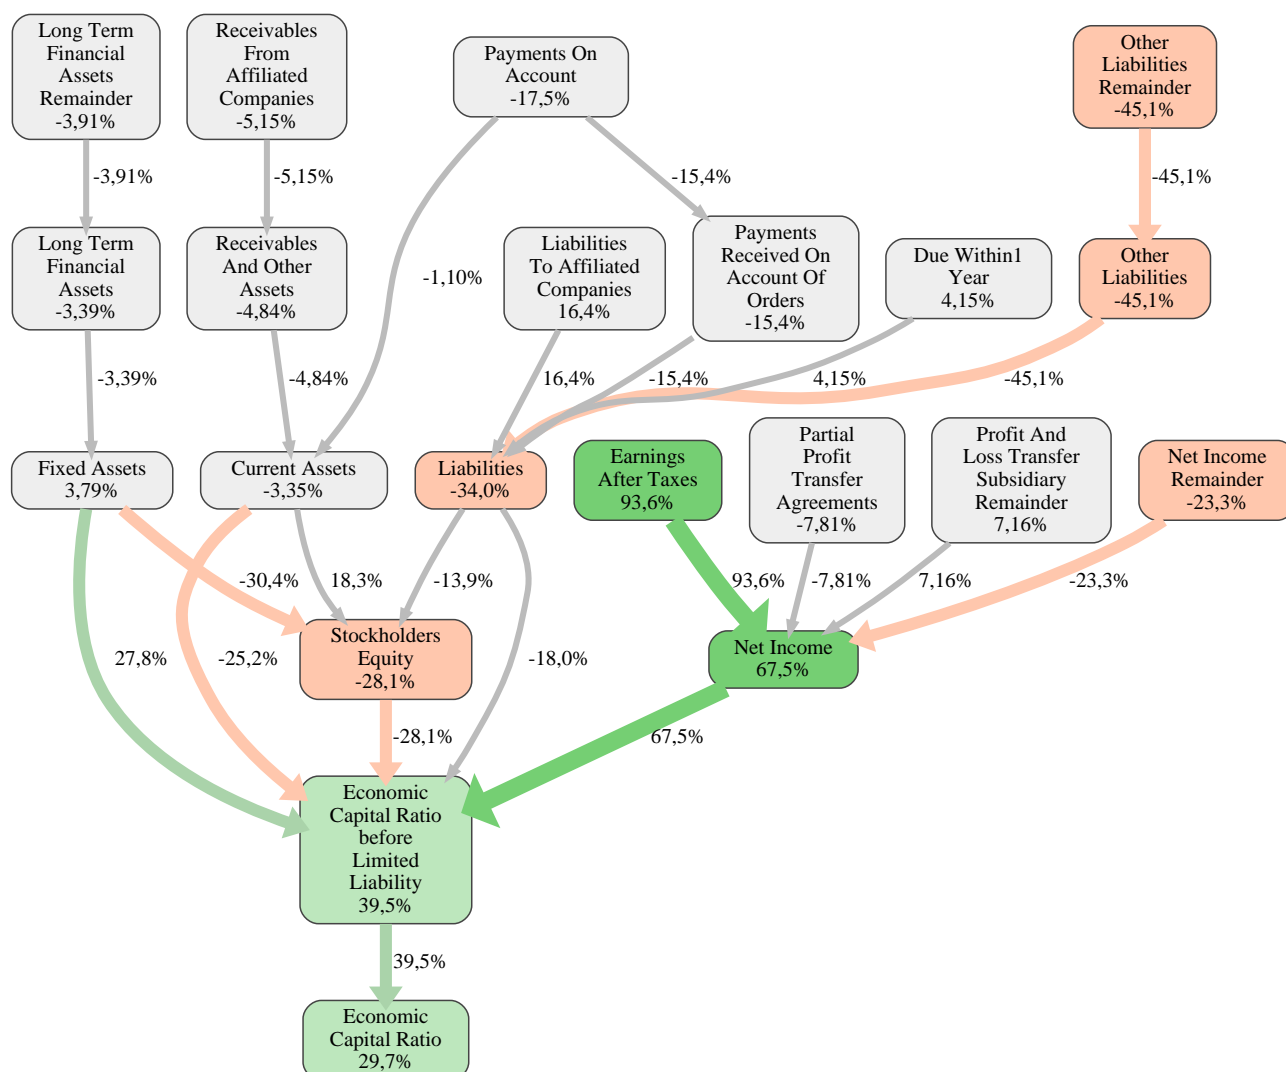 Long Term
Financial
Assets
Remainder
-3,91%
Receivables
From
Affiliated
Companies
-5,15%
Payments On
Account
-17,5%
Other
Liabilities
Remainder
-45,1%
-3,91%
-5,15%
-15,4%
-45,1%
Long Term
Financial
Assets
-3,39%
Receivables
And Other
Assets
-4,84%
-1,10%
Liabilities
To Affiliated
Companies
16,4%
Payments
Received On
Account Of
Orders
-15,4%
Due Within1
Year
4,15%
Other
Liabilities
-45,1%
-3,39%
-4,84%
16,4%
-15,4%
4,15%
-45,1%
Fixed Assets
3,79%
Current Assets
-3,35%
Liabilities
-34,0%
Earnings
After Taxes
93,6%
Partial
Profit
Transfer
Agreements
-7,81%
Profit And
Loss Transfer
Subsidiary
Remainder
7,16%
Net Income
Remainder
-23,3%
-30,4%
18,3%
-13,9%
93,6%
-7,81%
7,16%
-23,3%
27,8%
-25,2%
Stockholders
Equity
-28,1%
-18,0%
Net Income
67,5%
-28,1%
67,5%
Economic
Capital Ratio
before
Limited
Liability
39,5%
39,5%
Economic
Capital Ratio
29,7%